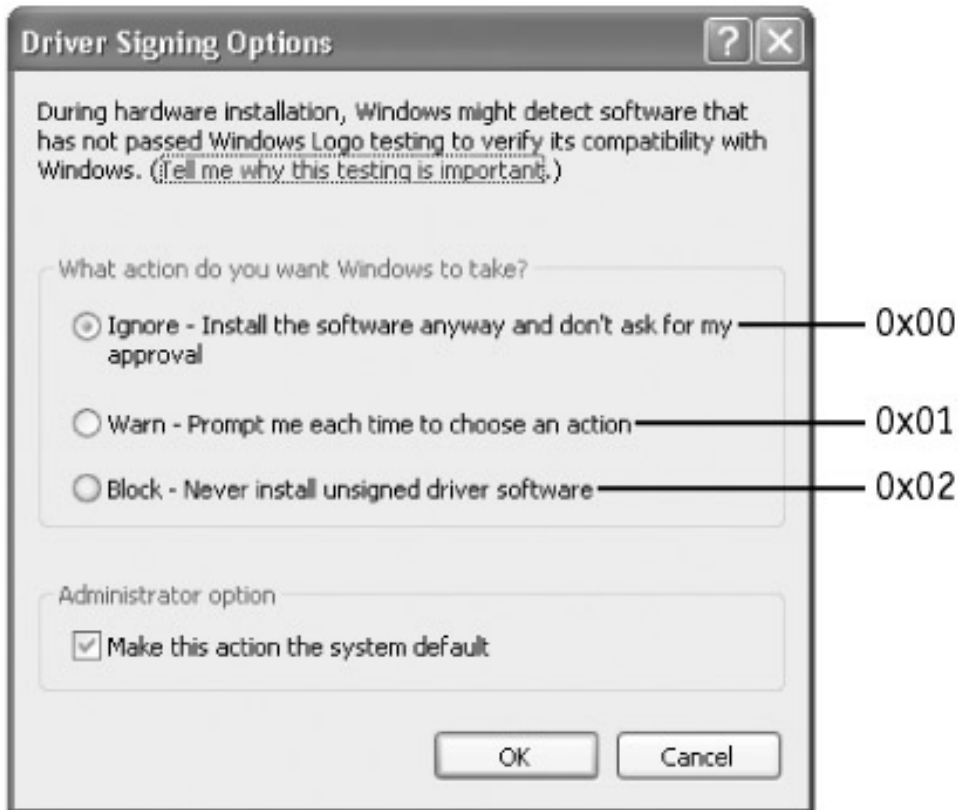 Driver Signing Options
During hardware installation, Windows might detect software that
has not passed Windows Logo testing to verify its compatibility with
Windows. (Tell me why this testing is important.)
What action do you want Windows to take?
Ignore - Install the software anyway and don't ask for my
approval
0x00
Warn - Prompt me each time to choose an action
0x01
Block - Never install unsigned driver software
0x02
Administrator option
Make this action the system default
OK
Cancel